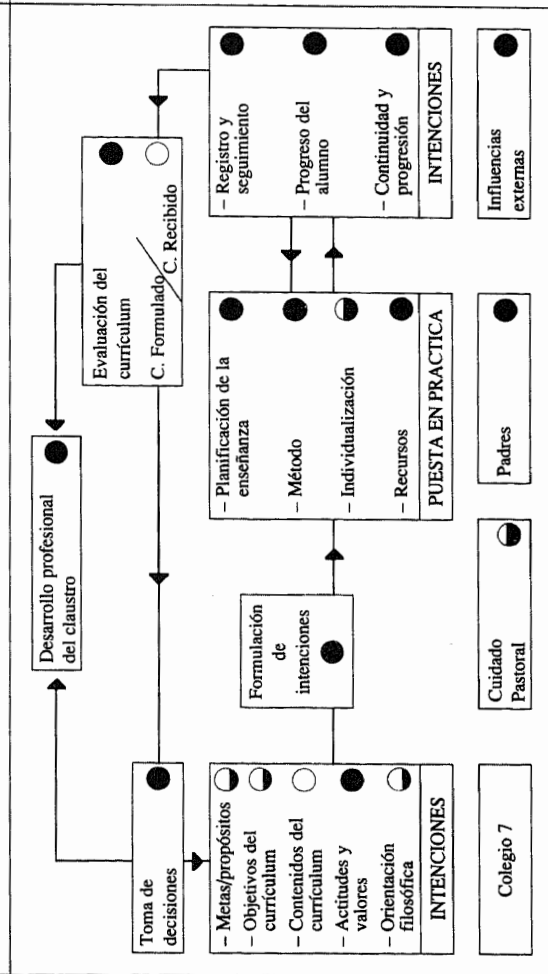 Desarrollo profesional
del claustro
Toma de
decisiones
Evaluación del
currículum
C. Formulado
C. Recibido
– Metas/propósitos
– Objetivos del
currículum
– Contenidos del
currículum
– Actitudes y
valores
– Orientación
filosófica
INTENCIONES
Formulación
de
intenciones
– Planificación de la
enseñanza
– Método
– Individualización
– Recursos
PUESTA EN PRACTICA
– Registro y
seguimiento
– Progreso del
alumno
– Continuidad y
progresión
INTENCIONES
Colegio 7
Cuidado
Pastoral
Padres
Influencias
externas